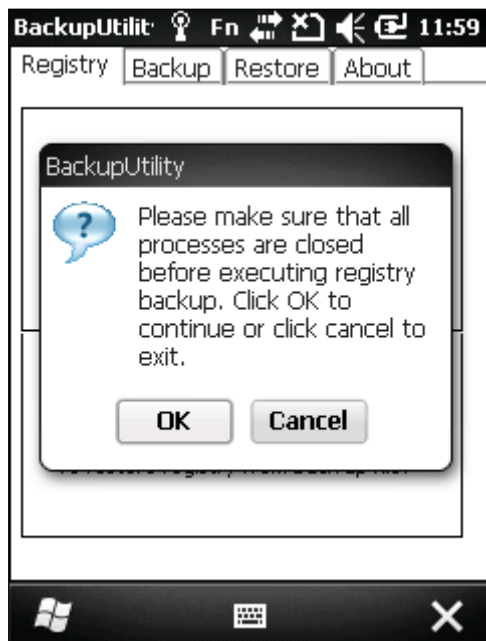 BackupUtilit Fn 11:59
Registry Backup Restore About
BackupUtility
?
Please make sure that all
processes are closed
before executing registry
backup. Click OK to
continue or click cancel to
exit.
OK Cancel